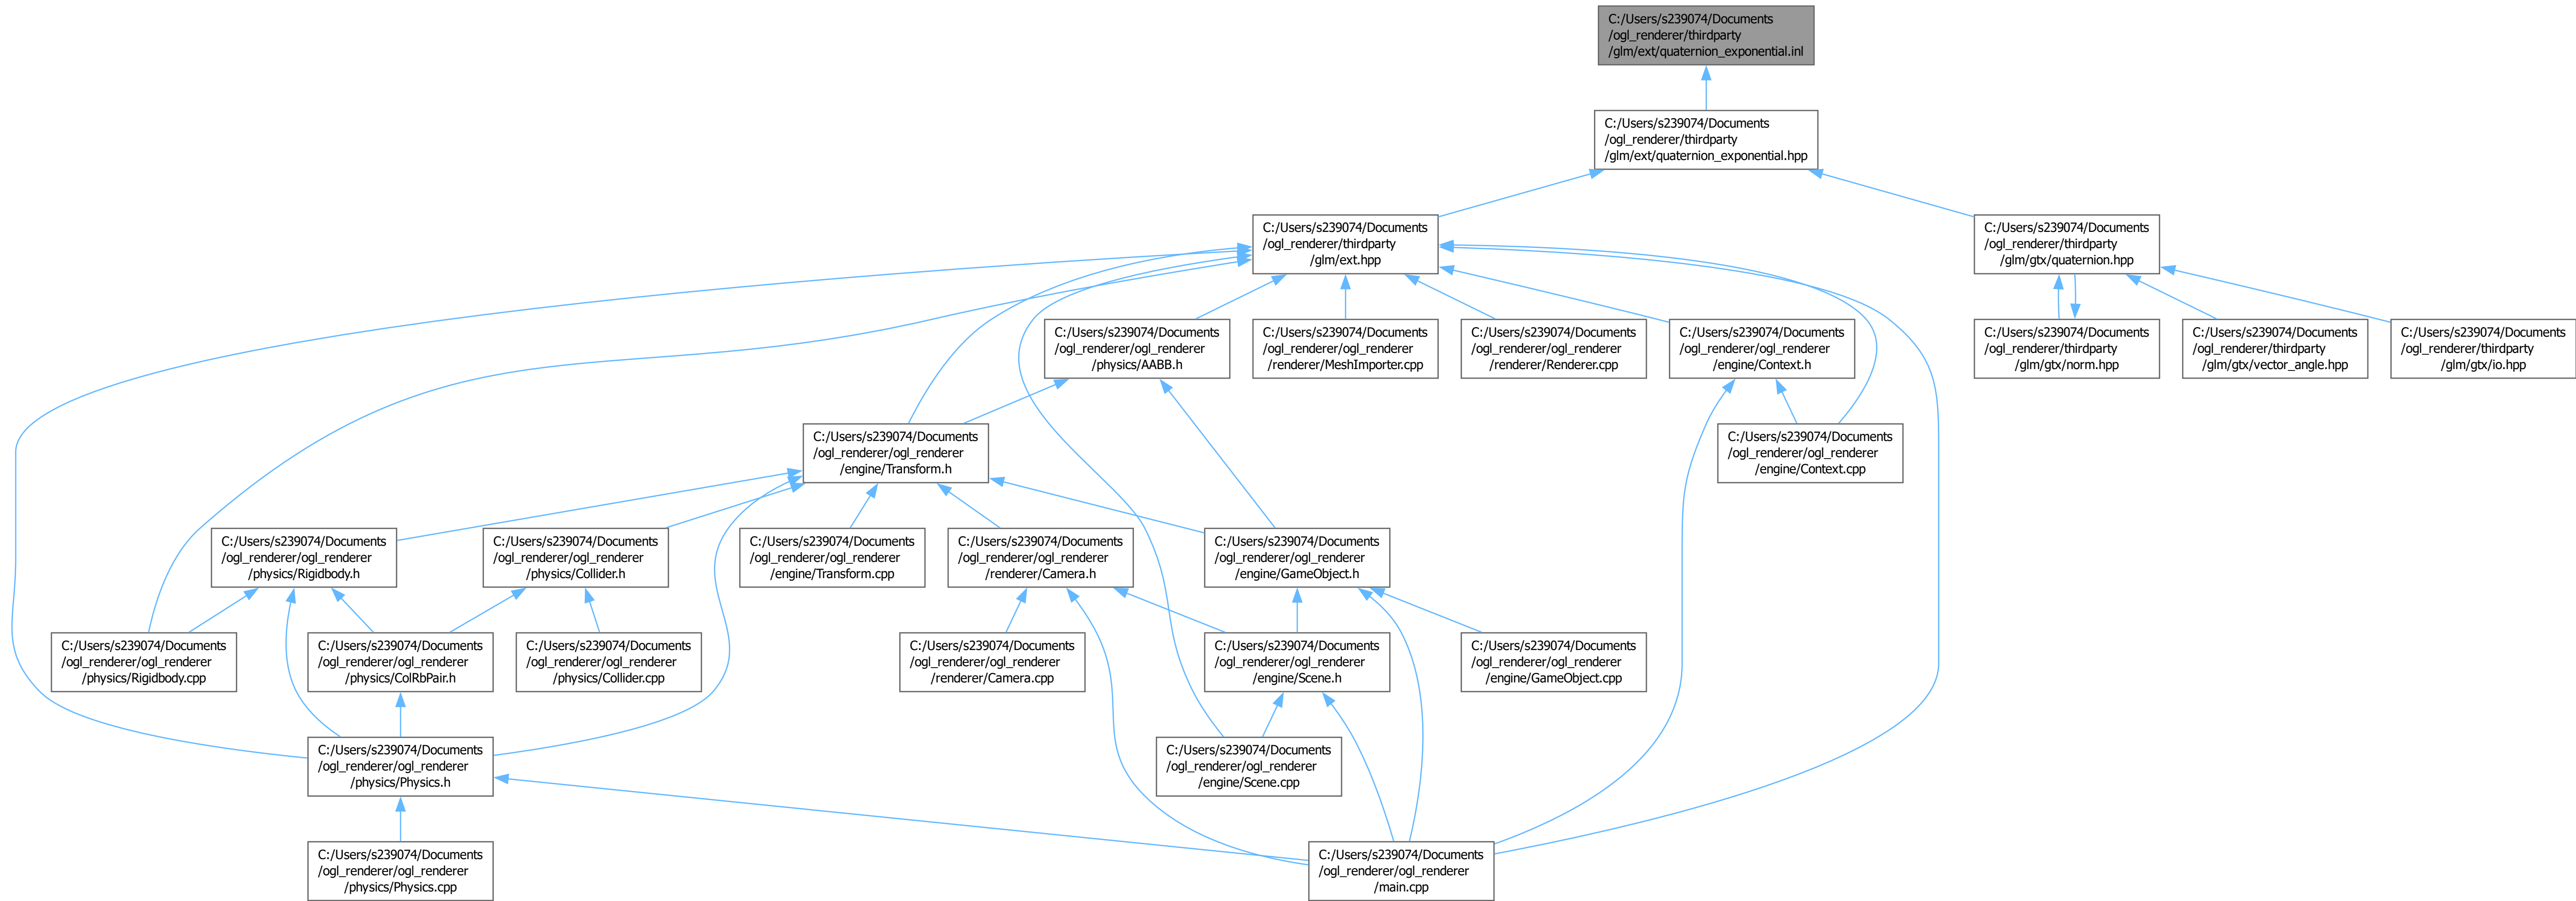 C:/Users/s239074/Documents
/ogl_renderer/thirdparty
/glm/ext/quaternion_exponential.inl
C:/Users/s239074/Documents
/ogl_renderer/thirdparty
/glm/ext/quaternion_exponential.hpp
C:/Users/s239074/Documents
/ogl_renderer/thirdparty
/glm/ext.hpp
C:/Users/s239074/Documents
/ogl_renderer/thirdparty
/glm/gtx/quaternion.hpp
C:/Users/s239074/Documents
/ogl_renderer/ogl_renderer
/physics/AABB.h
C:/Users/s239074/Documents
/ogl_renderer/ogl_renderer
/renderer/MeshImporter.cpp
C:/Users/s239074/Documents
/ogl_renderer/ogl_renderer
/renderer/Renderer.cpp
C:/Users/s239074/Documents
/ogl_renderer/ogl_renderer
/engine/Context.h
C:/Users/s239074/Documents
/ogl_renderer/thirdparty
/glm/gtx/norm.hpp
C:/Users/s239074/Documents
/ogl_renderer/thirdparty
/glm/gtx/vector_angle.hpp
C:/Users/s239074/Documents
/ogl_renderer/thirdparty
/glm/gtx/io.hpp
C:/Users/s239074/Documents
/ogl_renderer/ogl_renderer
/engine/Transform.h
C:/Users/s239074/Documents
/ogl_renderer/ogl_renderer
/engine/Context.cpp
C:/Users/s239074/Documents
/ogl_renderer/ogl_renderer
/physics/Rigidbody.h
C:/Users/s239074/Documents
/ogl_renderer/ogl_renderer
/physics/Collider.h
C:/Users/s239074/Documents
/ogl_renderer/ogl_renderer
/engine/Transform.cpp
C:/Users/s239074/Documents
/ogl_renderer/ogl_renderer
/renderer/Camera.h
C:/Users/s239074/Documents
/ogl_renderer/ogl_renderer
/engine/GameObject.h
C:/Users/s239074/Documents
/ogl_renderer/ogl_renderer
/physics/Rigidbody.cpp
C:/Users/s239074/Documents
/ogl_renderer/ogl_renderer
/physics/ColRbPair.h
C:/Users/s239074/Documents
/ogl_renderer/ogl_renderer
/physics/Collider.cpp
C:/Users/s239074/Documents
/ogl_renderer/ogl_renderer
/renderer/Camera.cpp
C:/Users/s239074/Documents
/ogl_renderer/ogl_renderer
/engine/Scene.h
C:/Users/s239074/Documents
/ogl_renderer/ogl_renderer
/engine/GameObject.cpp
C:/Users/s239074/Documents
/ogl_renderer/ogl_renderer
/physics/Physics.h
C:/Users/s239074/Documents
/ogl_renderer/ogl_renderer
/engine/Scene.cpp
C:/Users/s239074/Documents
/ogl_renderer/ogl_renderer
/physics/Physics.cpp
C:/Users/s239074/Documents
/ogl_renderer/ogl_renderer
/main.cpp